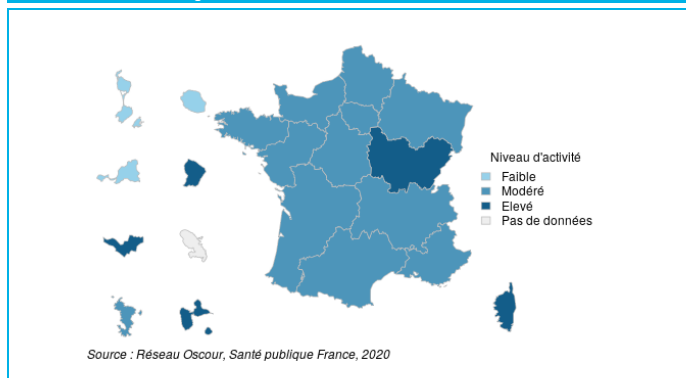 Niveau d'activité
Faible
Modéré
Elevé
Pas de données
Source : Réseau Oscour, Santé publique France, 2020